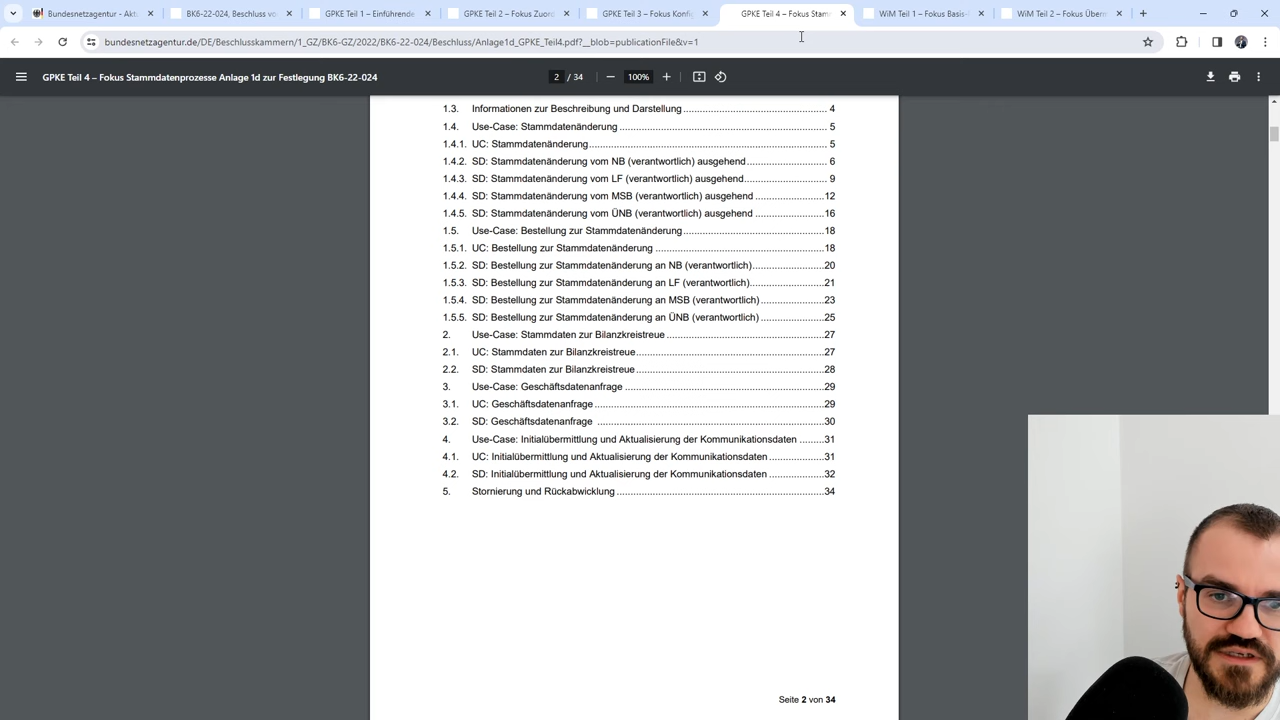 Bundesnetzagentur - Aktu
BK6-22-024, Beschluss vo
GPKE Teil 1 – Einführende
GPKE Teil 2 – Fokus Zuord
GPKE Teil 3 – Fokus Konfig
GPKE Teil 4 – Fokus Stamm
WiM Teil 1 – Fokus Basis-
WiM Teil 2 – Fokus Überm
bundesnetzagentur.de/DE/Beschlusskammern/1_GZ/BK6-GZ/2022/BK6-22-024/Beschluss/Anlage1d_GPKE_Teil4.pdf?__blob=publicationFile&v=1
GPKE Teil 4 – Fokus Stammdatenprozesse Anlage 1d zur Festlegung BK6-22-024
2 / 34
100%
1.3. Informationen zur Beschreibung und Darstellung 4
1.4. Use-Case: Stammdatenänderung 5
1.4.1. UC: Stammdatenänderung 5
1.4.2. SD: Stammdatenänderung vom NB (verantwortlich) ausgehend 6
1.4.3. SD: Stammdatenänderung vom LF (verantwortlich) ausgehend 9
1.4.4. SD: Stammdatenänderung vom MSB (verantwortlich) ausgehend 12
1.4.5. SD: Stammdatenänderung vom ÜNB (verantwortlich) ausgehend 16
1.5. Use-Case: Bestellung zur Stammdatenänderung 18
1.5.1. UC: Bestellung zur Stammdatenänderung 18
1.5.2. SD: Bestellung zur Stammdatenänderung an NB (verantwortlich) 20
1.5.3. SD: Bestellung zur Stammdatenänderung an LF (verantwortlich) 21
1.5.4. SD: Bestellung zur Stammdatenänderung an MSB (verantwortlich) 23
1.5.5. SD: Bestellung zur Stammdatenänderung an ÜNB (verantwortlich) 25
2. Use-Case: Stammdaten zur Bilanzkreistreue 27
2.1. UC: Stammdaten zur Bilanzkreistreue 27
2.2. SD: Stammdaten zur Bilanzkreistreue 28
3. Use-Case: Geschäftsdatenanfrage 29
3.1. UC: Geschäftsdatenanfrage 29
3.2. SD: Geschäftsdatenanfrage 30
4. Use-Case: Initialübermittlung und Aktualisierung der Kommunikationsdaten 31
4.1. UC: Initialübermittlung und Aktualisierung der Kommunikationsdaten 31
4.2. SD: Initialübermittlung und Aktualisierung der Kommunikationsdaten 32
5. Stornierung und Rückabwicklung 34
Seite 2 von 34